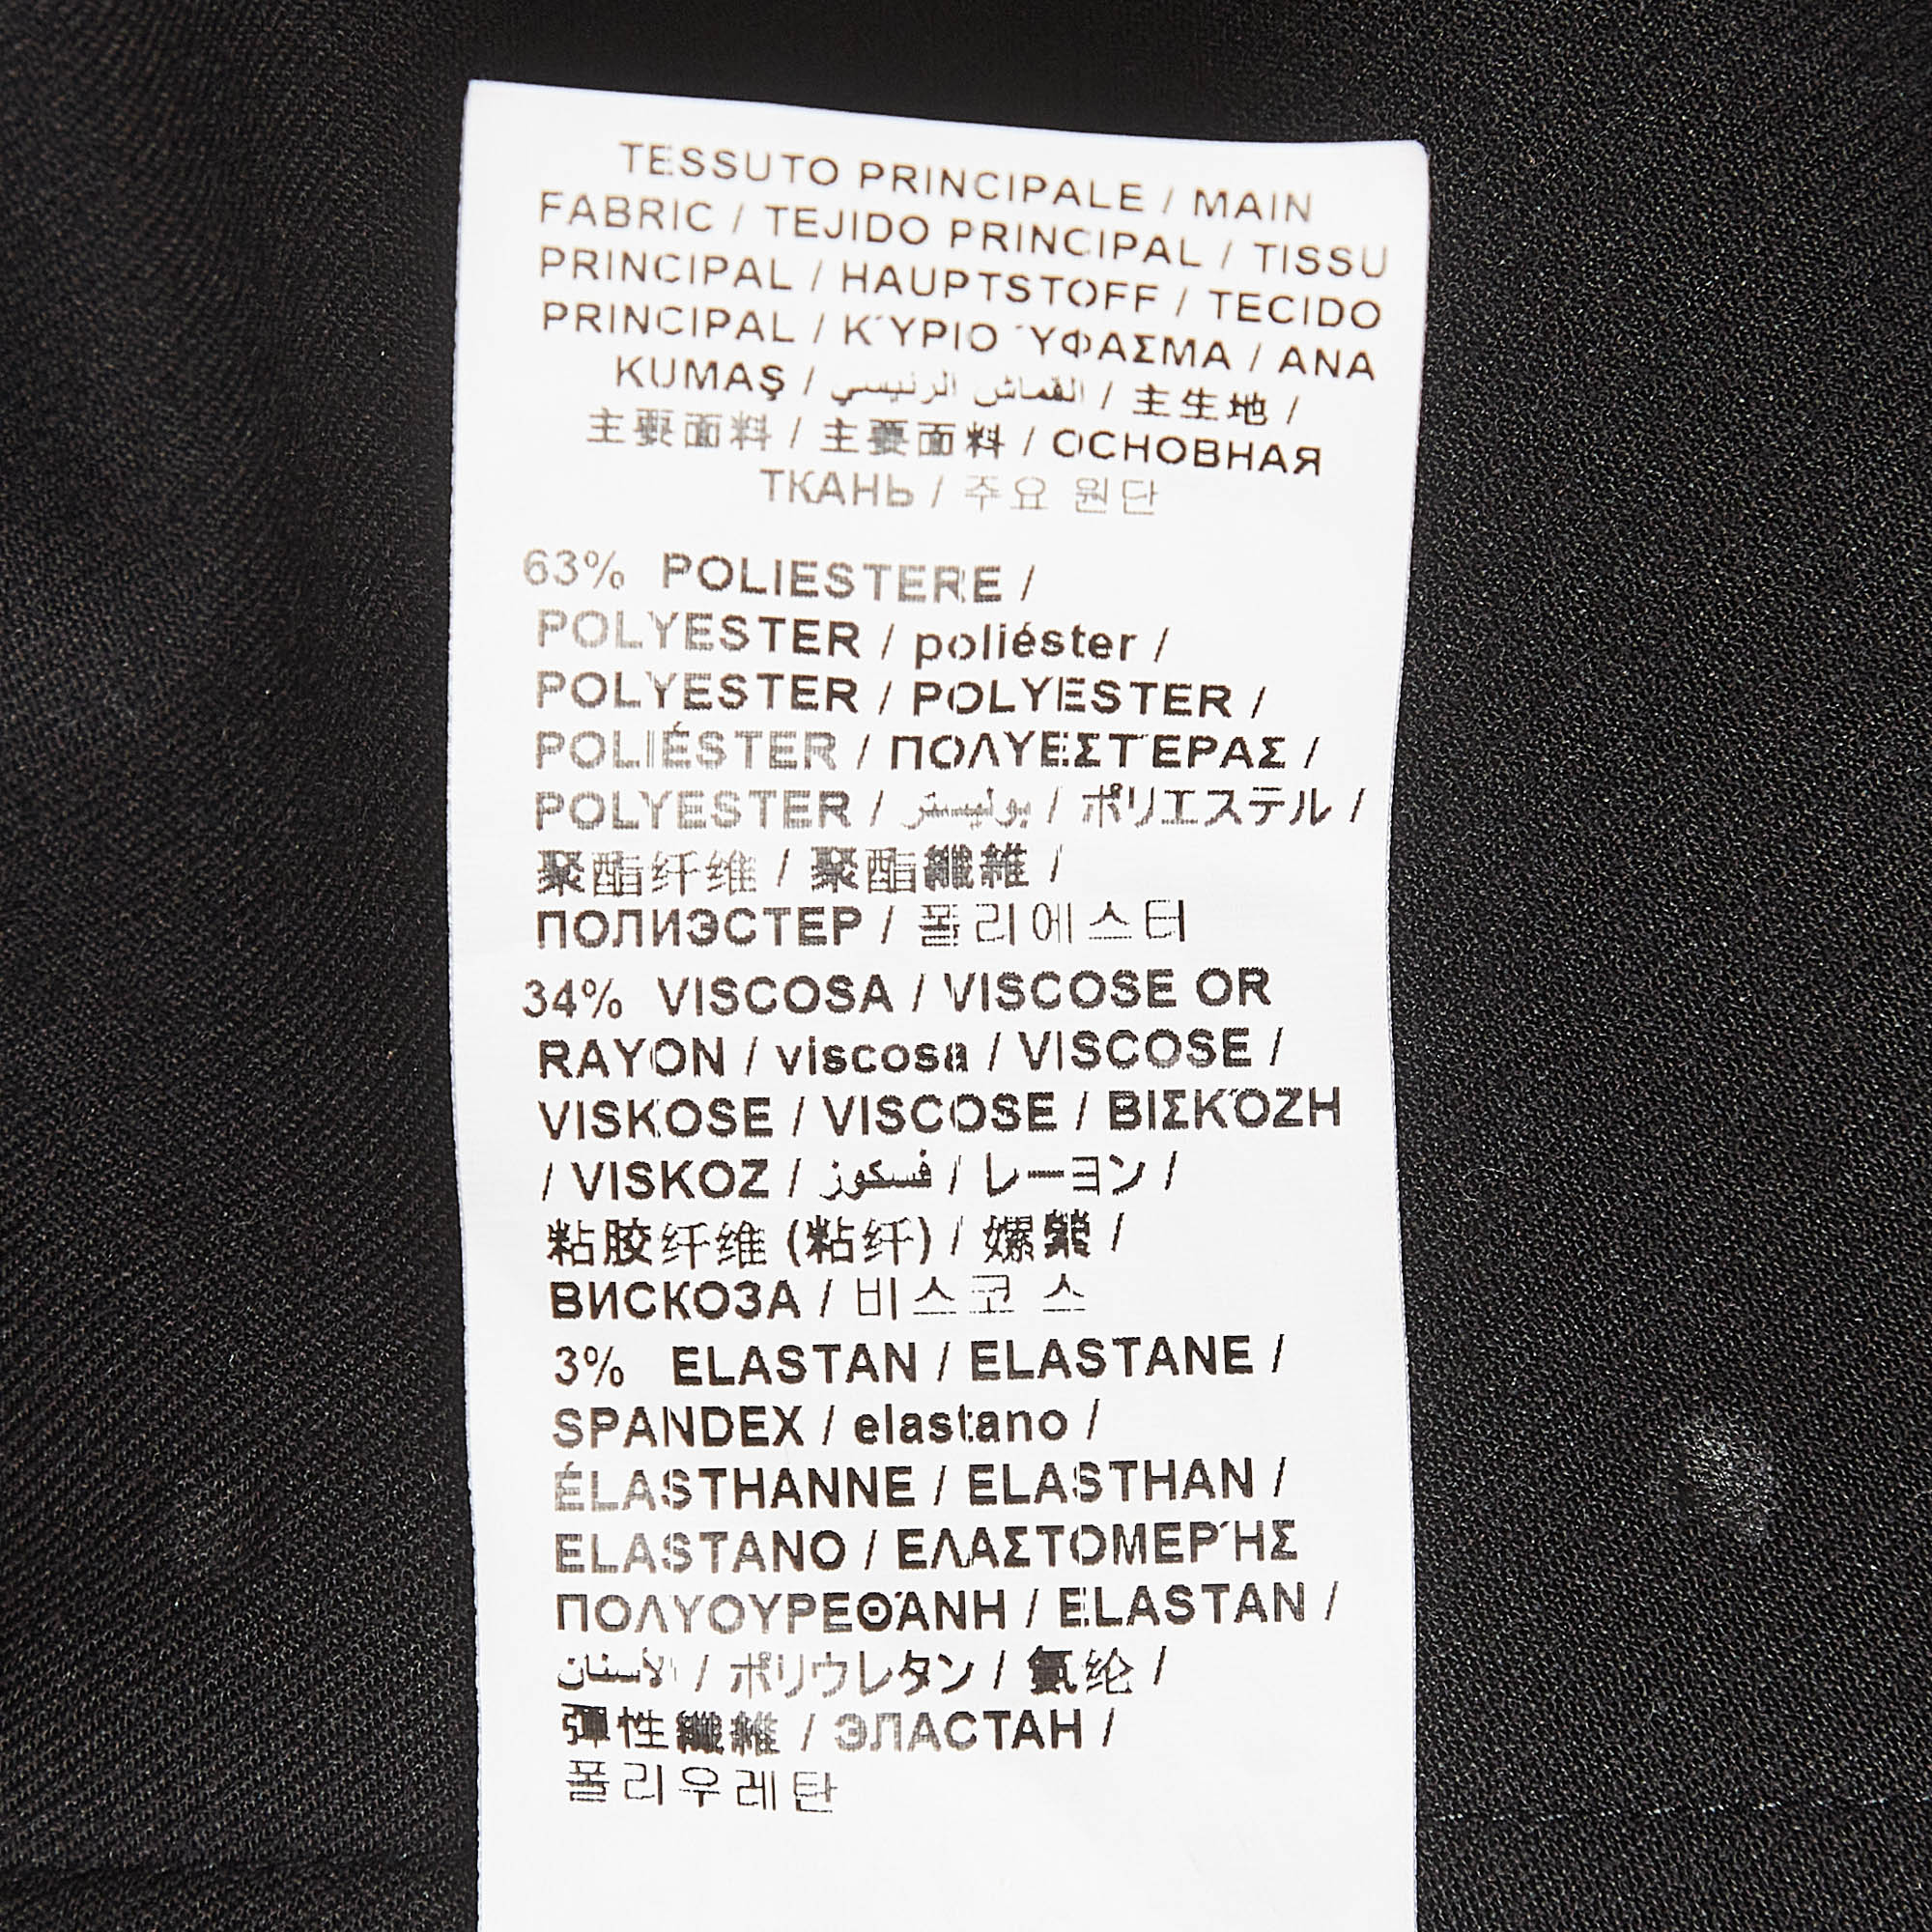 TESSUTO PRINCIPALE / MAIN
FABRIC / TEJIDO PRINCIPAL / TISSU
PRINCIPAL / HAUPTSTOFF / TECIDO
PRINCIPAL / ΚΎΡΙΟ ΎΦΑΣΜΑ / ANA
KUMAŞ / القماش الرئيسي / 主生地 /
主要面料 / 主要面料 / ОСНОВНАЯ
ТКАНЬ / 주요 원단
63% POLIESTERE /
POLYESTER / poliéster /
POLYESTER / POLYESTER /
POLIÉSTER / ΠΟΛΥΕΣΤΈΡΑΣ /
POLYESTER / بوليستر / ポリエステル /
聚酯纤维 / 聚酯纖維 /
ПОЛИЭСТЕР / 폴리에스터
34% VISCOSA / VISCOSE OR
RAYON / viscosa / VISCOSE /
VISKOSE / VISCOSE / ΒΙΣΚΌΖΗ
/ VISKOZ / فسكوز / レーヨン /
粘胶纤维 (粘纤) / 嫘縈 /
ВИСКОЗА / 비스코 스
3% ELASTAN / ELASTANE /
SPANDEX / elastano /
ÉLASTHANNE / ELASTHAN /
ELASTANO / ΕΛΑΣΤΟΜΕΡΉΣ
ΠΟΛΥΟΥΡΕΘΆΝΗ / ELASTAN /
الأستان / ポリウレタン / 氨纶 /
彈性纖維 / ЭЛАСТАН /
폴리우레탄